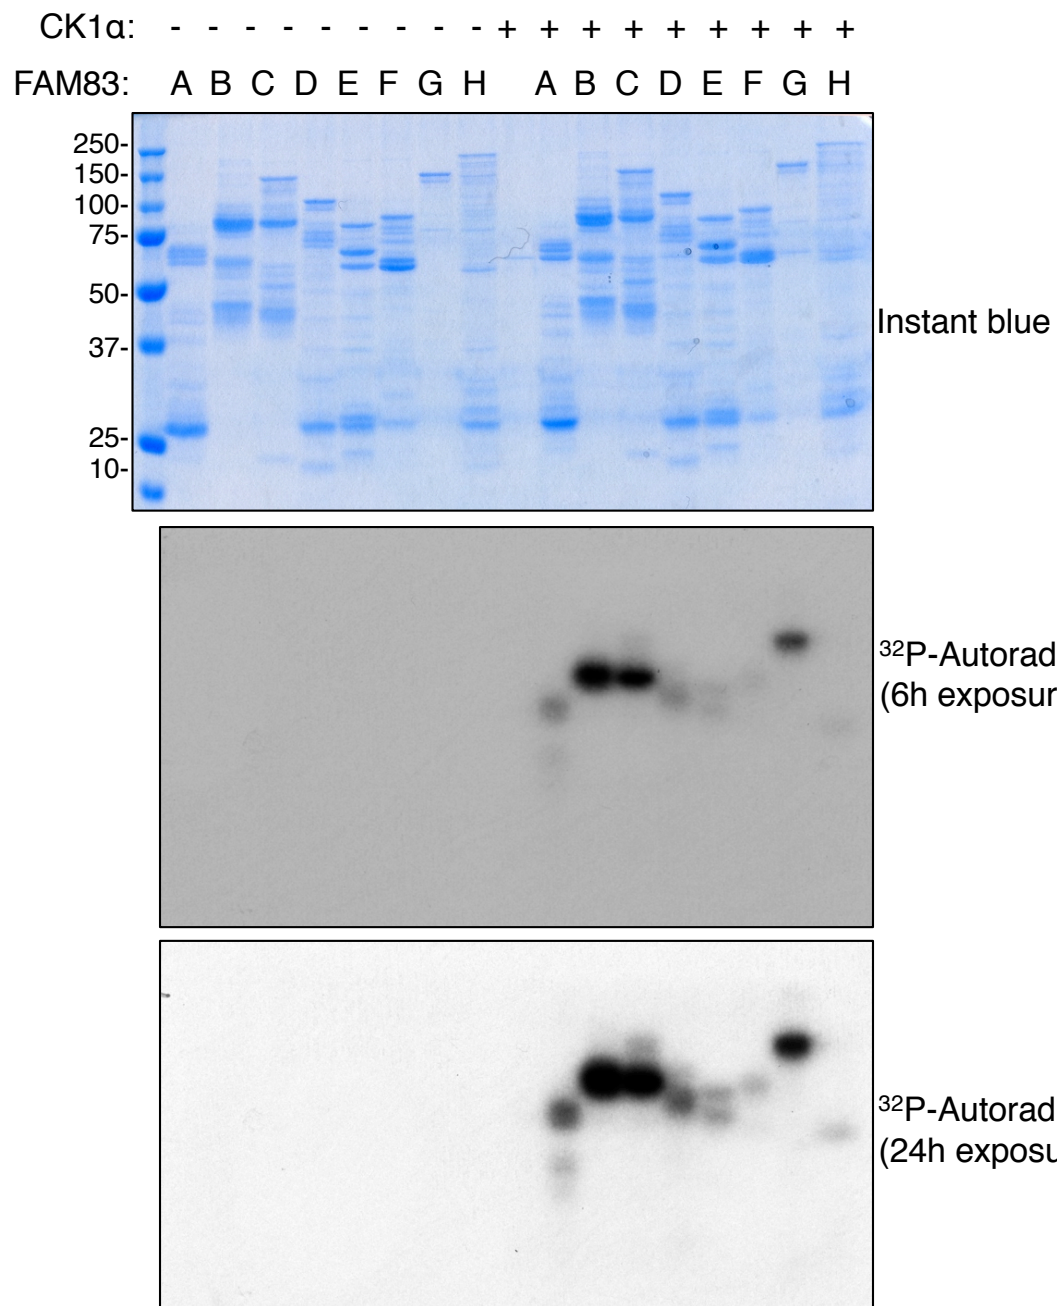 CK1α: - - - - - - - - - + + + + + + + + +
FAM83: A B C D E F G H A B C D E F G H
250-
150-
100-
75-
50-
37-
25-
10-
Instant blue
32P-Autorad
(6h exposur
32P-Autorad
(24h exposu